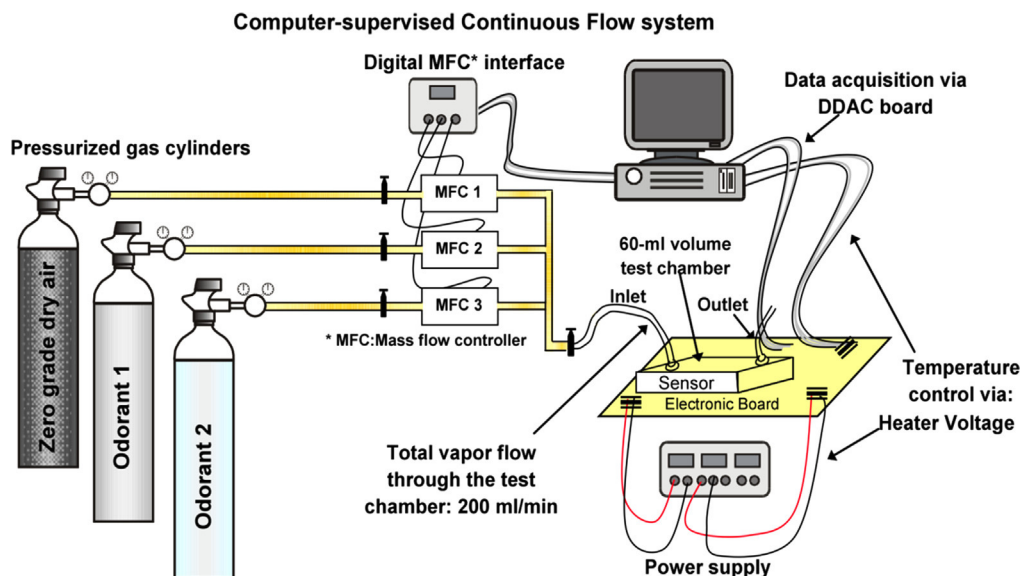 Computer-supervised Continuous Flow system
Digital MFC* interface
Data acquisition via
DDAC board
Pressurized gas cylinders
MFC 1
MFC 2
MFC 3
* MFC:Mass flow controller
60-ml volume
test chamber
Inlet
Outlet
Sensor
Electronic Board
Temperature
control via:
Heater Voltage
Total vapor flow
through the test
chamber: 200 ml/min
Power supply
Zero grade dry air
Odorant 1
Odorant 2